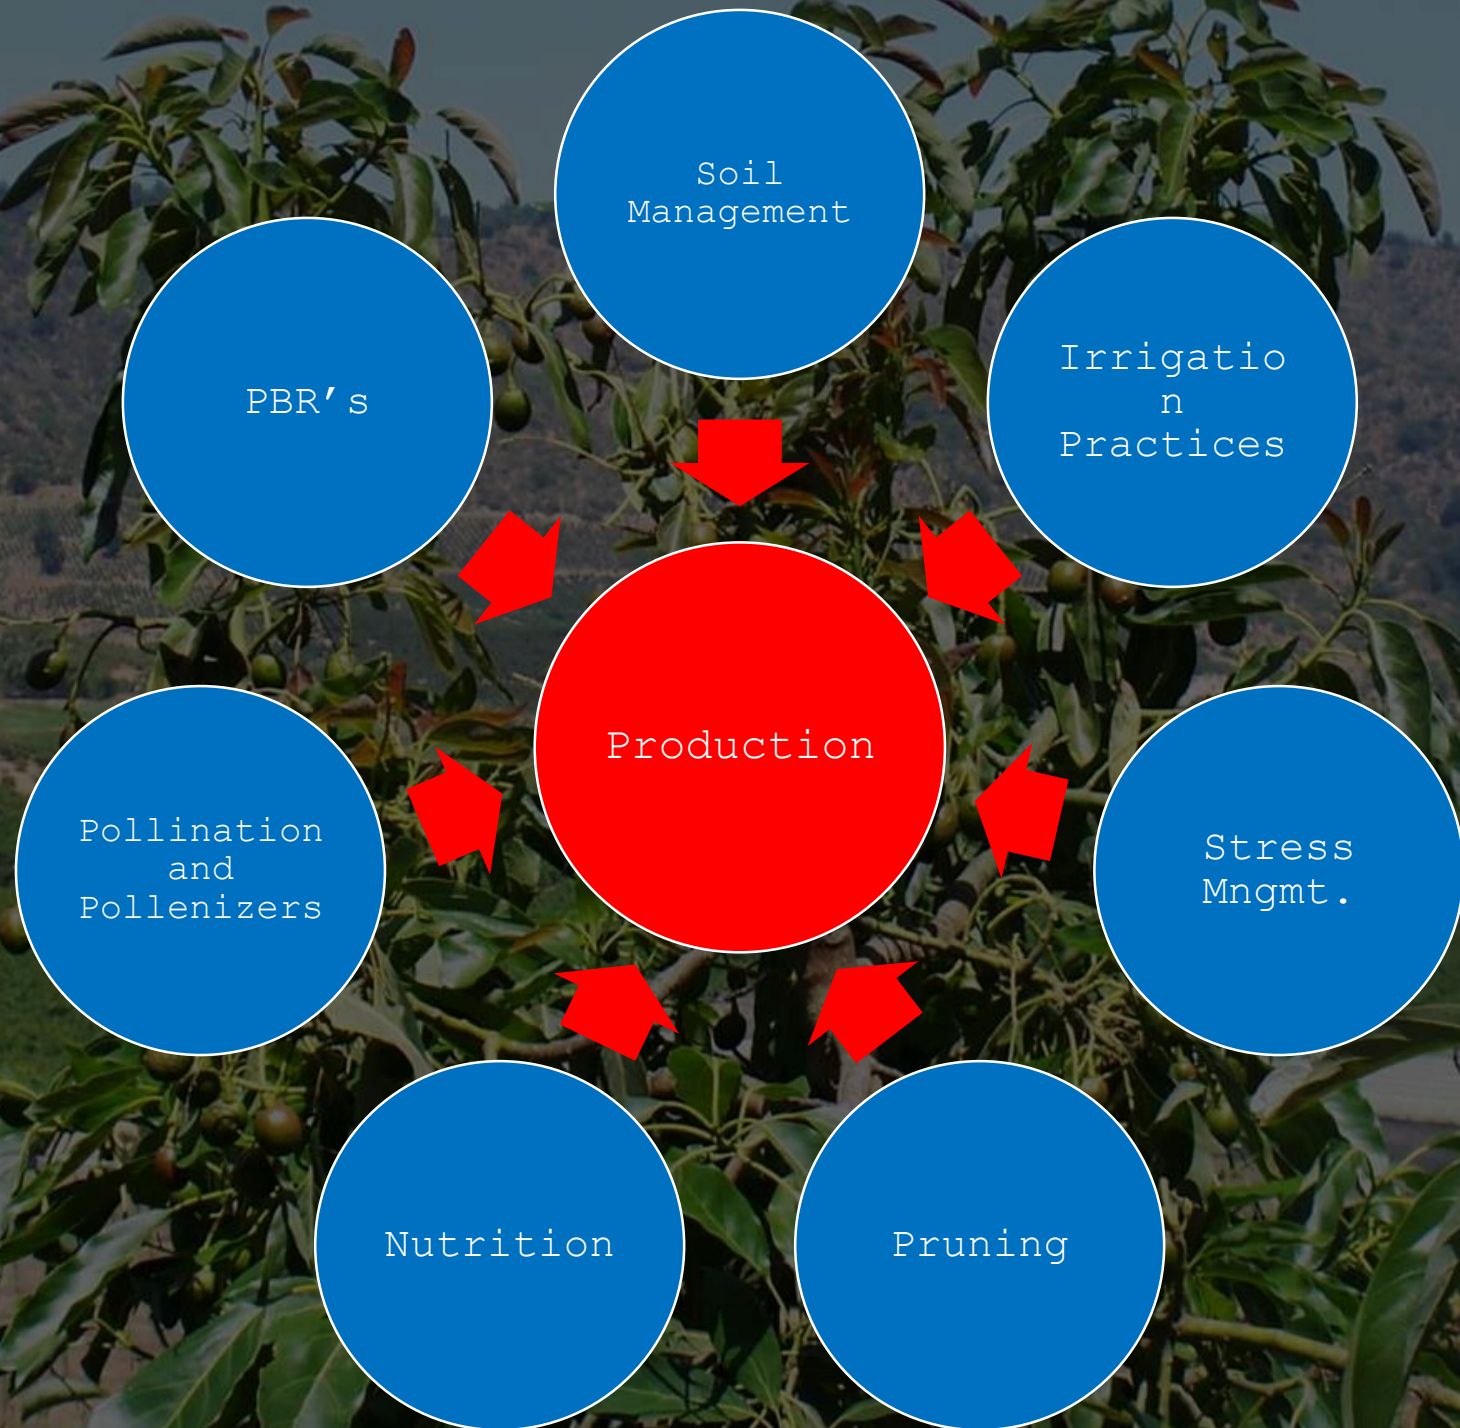 Soil
Management
Irrigatio
n
Practices
Stress
Mngmt.
Pruning
Nutrition
Pollination
and
Pollenizers
PBR’s
Production